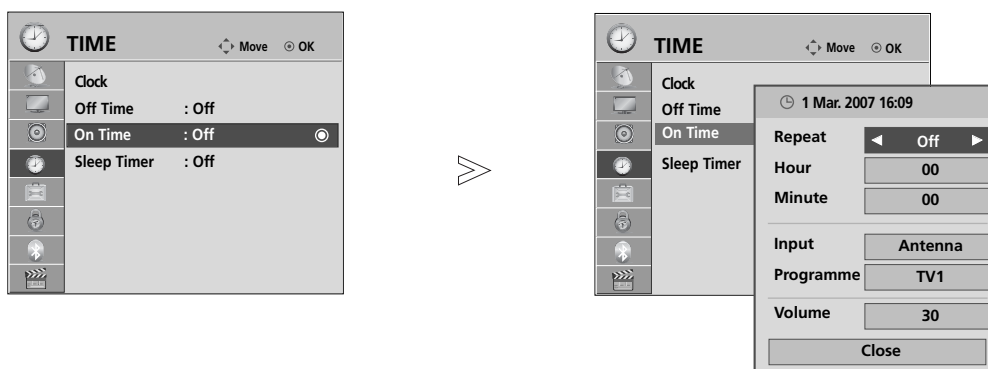 TIME Move OK
Clock
Off Time : Off
On Time : Off
Sleep Timer : Off
TIME Move OK
Clock
Off Time
On Time
Sleep Timer
1 Mar. 2007 16:09
Repeat Off
Hour 00
Minute 00
Input Antenna
Programme TV1
Volume 30
Close